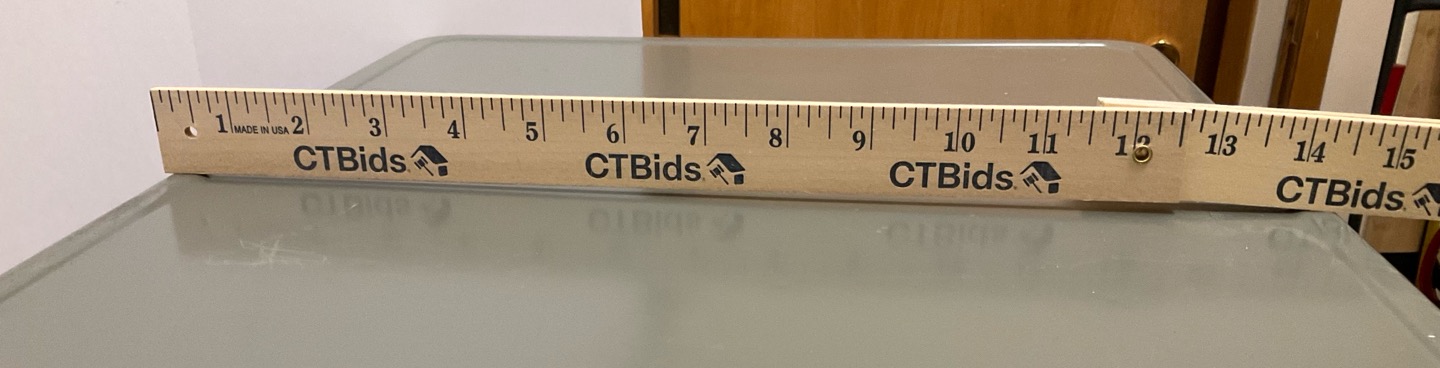 1 MADE IN USA 2 3 4 5 6 7 8 9 10 11 12 13 14 15
CTBids. CTBids. CTBids. CTBids.